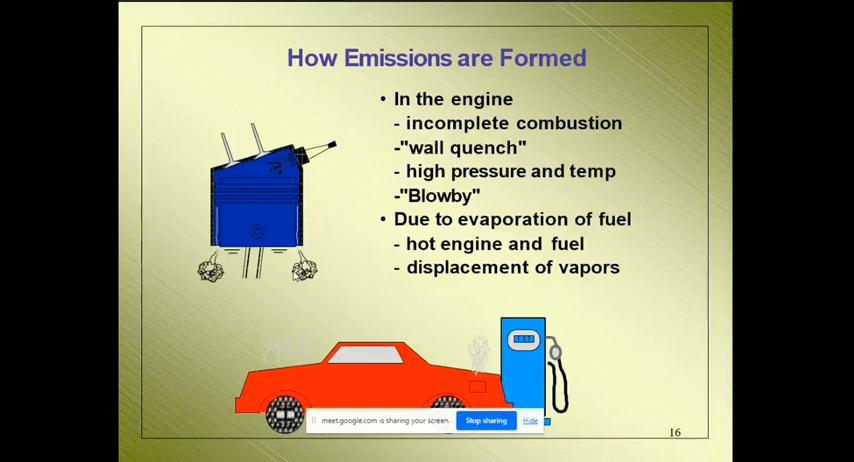 How Emissions are Formed
• In the engine
- incomplete combustion
-"wall quench"
- high pressure and temp
-"Blowby"
• Due to evaporation of fuel
- hot engine and fuel
- displacement of vapors
meet.google.com is sharing your screen.
Stop sharing
Hide
16